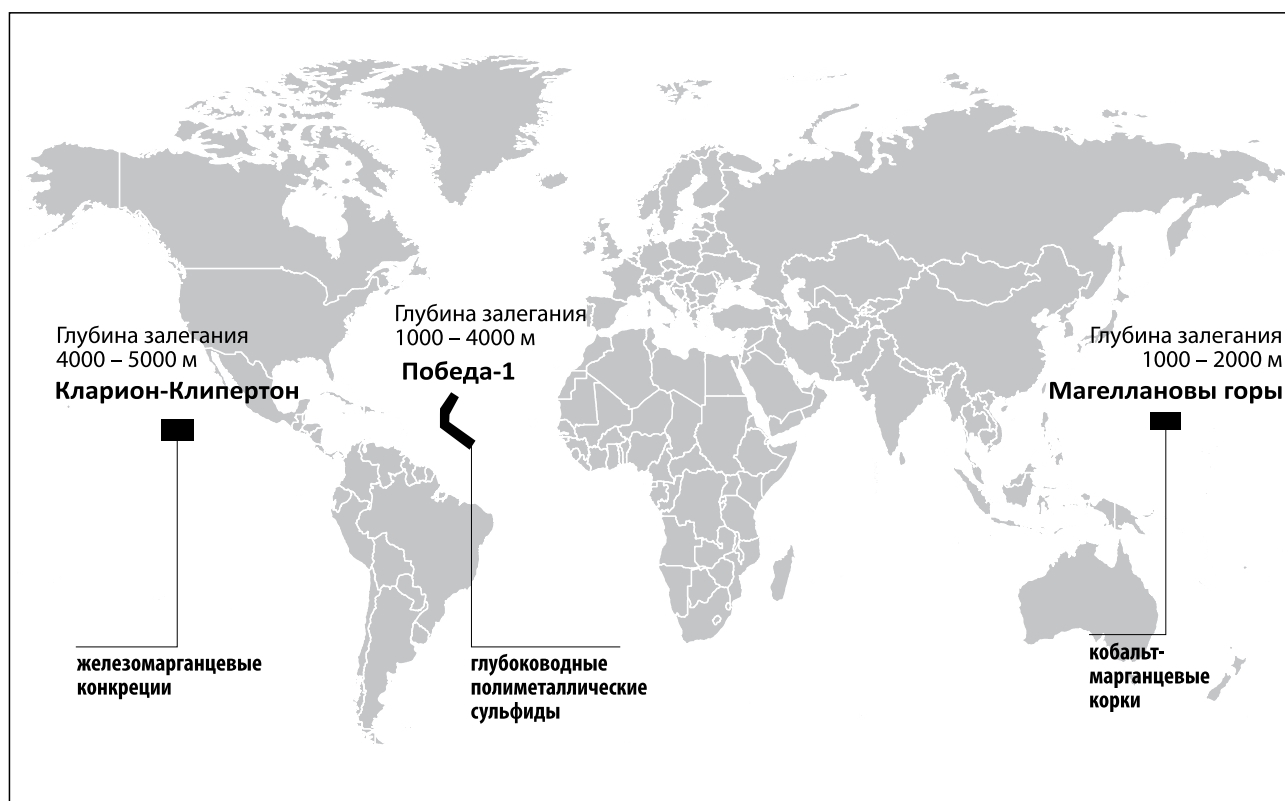 Глубина залегания
4000 – 5000 м
Кларион-Клипертон
Глубина залегания
1000 – 4000 м
Победа-1
Глубина залегания
1000 – 2000 м
Магеллановы горы
железомарганцевые
конкреции
глубоководные
полиметаллические
сульфиды
кобальт-
марганцевые
корки